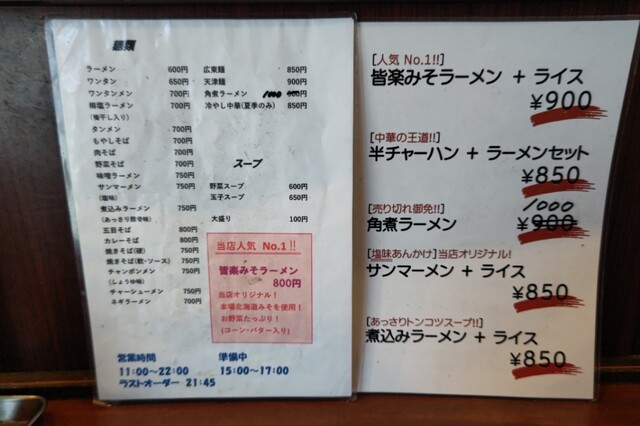 麺類
ラーメン 600円
ワンタン 650円
ワンタンメン 700円
梅塩ラーメン 700円
(梅干し入り)
タンメン 700円
もやしそば 700円
肉そば 700円
野菜そば 700円
味噌ラーメン 750円
サンマーメン 750円
(塩味)
煮込みラーメン 750円
(あっさり豚骨味)
五目そば 800円
カレーそば 800円
焼きそば(硬) 750円
焼きそば(軟・ソース) 750円
チャンポンメン 750円
(しょうゆ味)
チャーシューメン 750円
ネギラーメン 700円
広東麺 850円
天津麺 900円
角煮ラーメン 1000
冷やし中華(夏季のみ) 850円
スープ
野菜スープ 600円
玉子スープ 650円
大盛り 100円
当店人気 No.1!!
皆楽みそラーメン
800円
当店オリジナル!
本場北海道みそを使用!
お野菜たっぷり!
(コーン・バター入り)
営業時間
11:00~22:00
ラストオーダー 21:45
準備中
15:00~17:00
[人気 No.1!!]
皆楽みそラーメン + ライス
¥900
[中華の王道!!]
半チャーハン + ラーメンセット
¥850
[売り切れ御免!!]
1000
角煮ラーメン ¥900
[塩味あんかけ]当店オリジナル!
サンマーメン + ライス
¥850
[あっさりトンコツスープ!!]
煮込みラーメン + ライス
¥850